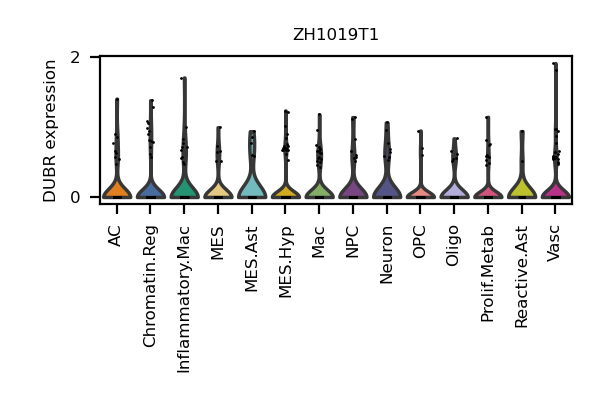 ZH1019T1
DUBR expression
2
0
AC
Chromatin.Reg
Inflammatory.Mac
MES
MES.Ast
MES.Hyp
Mac
NPC
Neuron
OPC
Oligo
Prolif.Metab
Reactive.Ast
Vasc